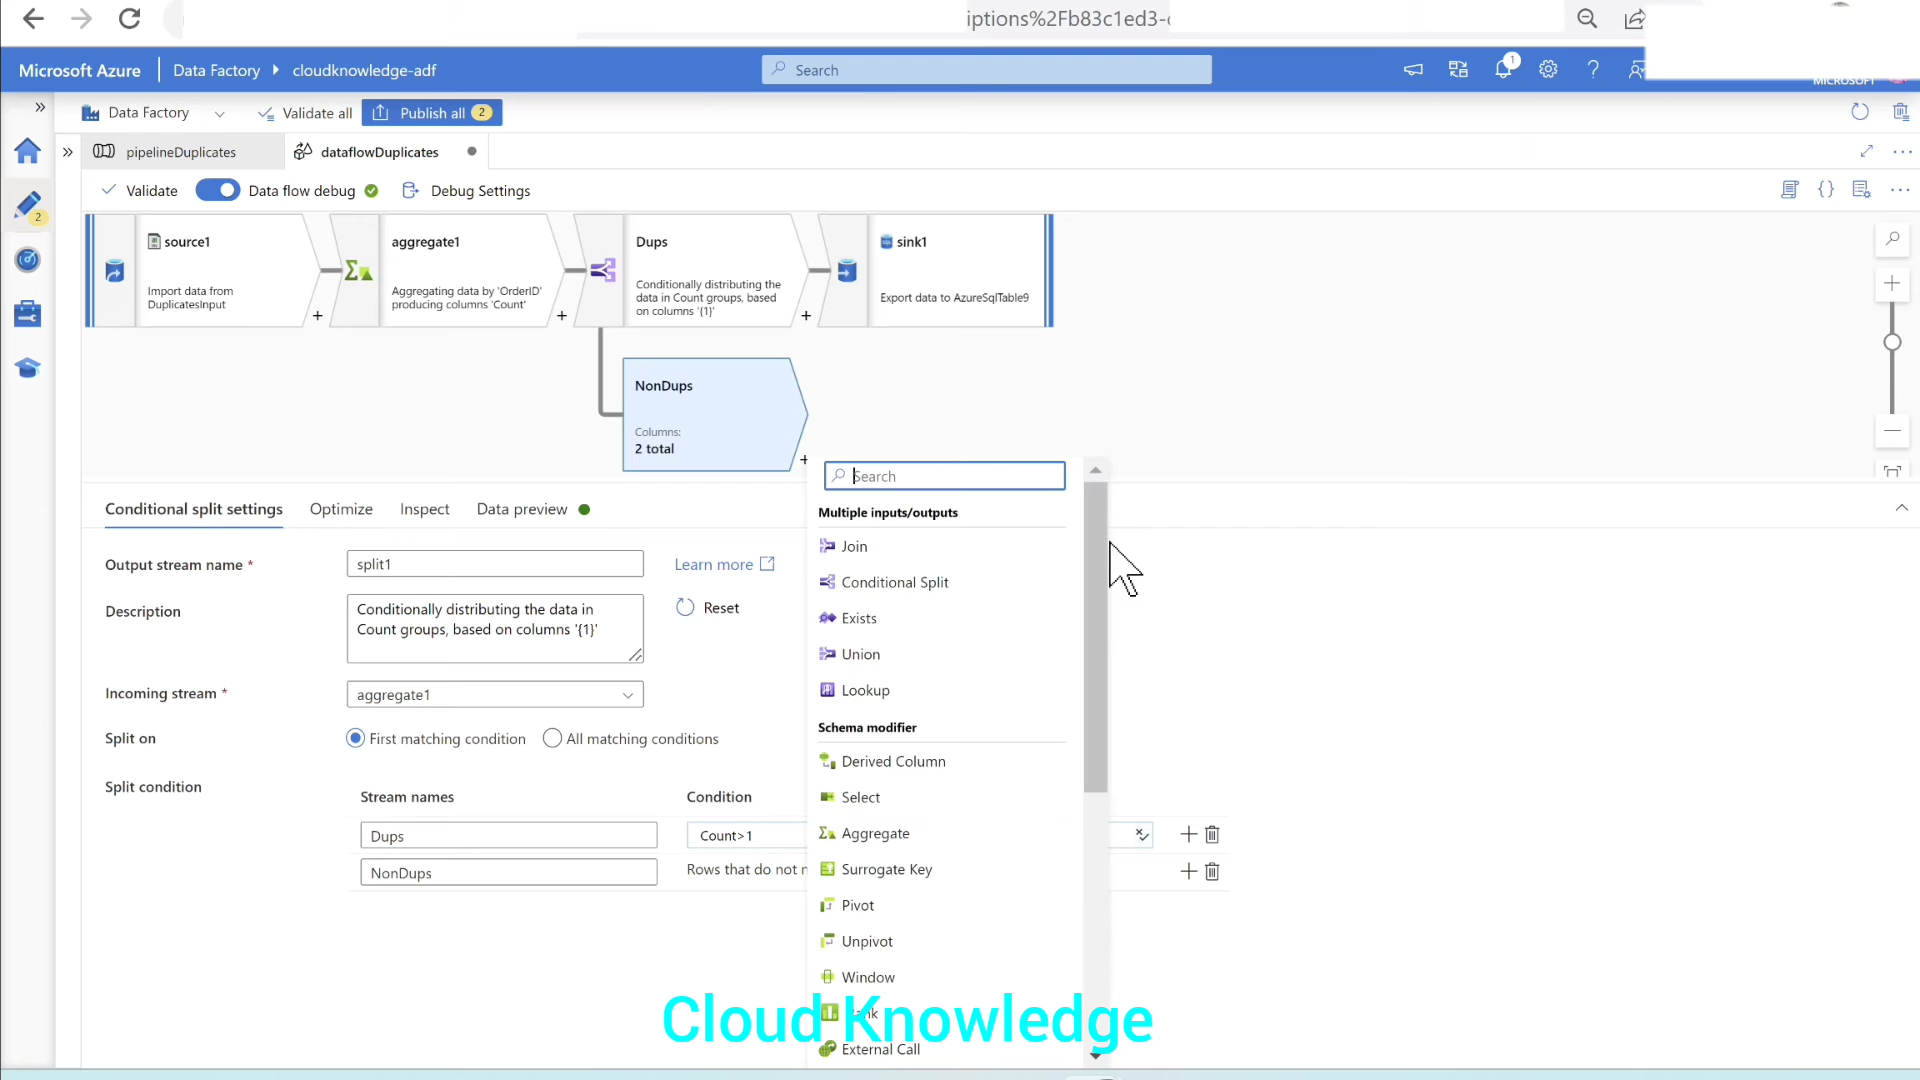 iptions%2Fb83c1ed3-
Microsoft Azure
Data Factory
cloudknowledge-adf
Search
1
MICROSOFT
Data Factory
Validate all
Publish all
2
pipelineDuplicates
dataflowDuplicates
Validate
Data flow debug
Debug Settings
2
source1
Import data from
DuplicatesInput
aggregate1
Aggregating data by 'OrderID'
producing columns 'Count'
Dups
Conditionally distributing the
data in Count groups, based
on columns '{1}'
sink1
Export data to AzureSqlTable9
NonDups
Columns:
2 total
Conditional split settings
Optimize
Inspect
Data preview
Output stream name *
split1
Learn more
Description
Conditionally distributing the data in
Count groups, based on columns '{1}'
Reset
Incoming stream *
aggregate1
Split on
First matching condition
All matching conditions
Split condition
Stream names
Condition
Dups
Count>1
NonDups
Rows that do not
Search
Multiple inputs/outputs
Join
Conditional Split
Exists
Union
Lookup
Schema modifier
Derived Column
Select
Aggregate
Surrogate Key
Pivot
Unpivot
Window
External Call
Cloud Knowledge